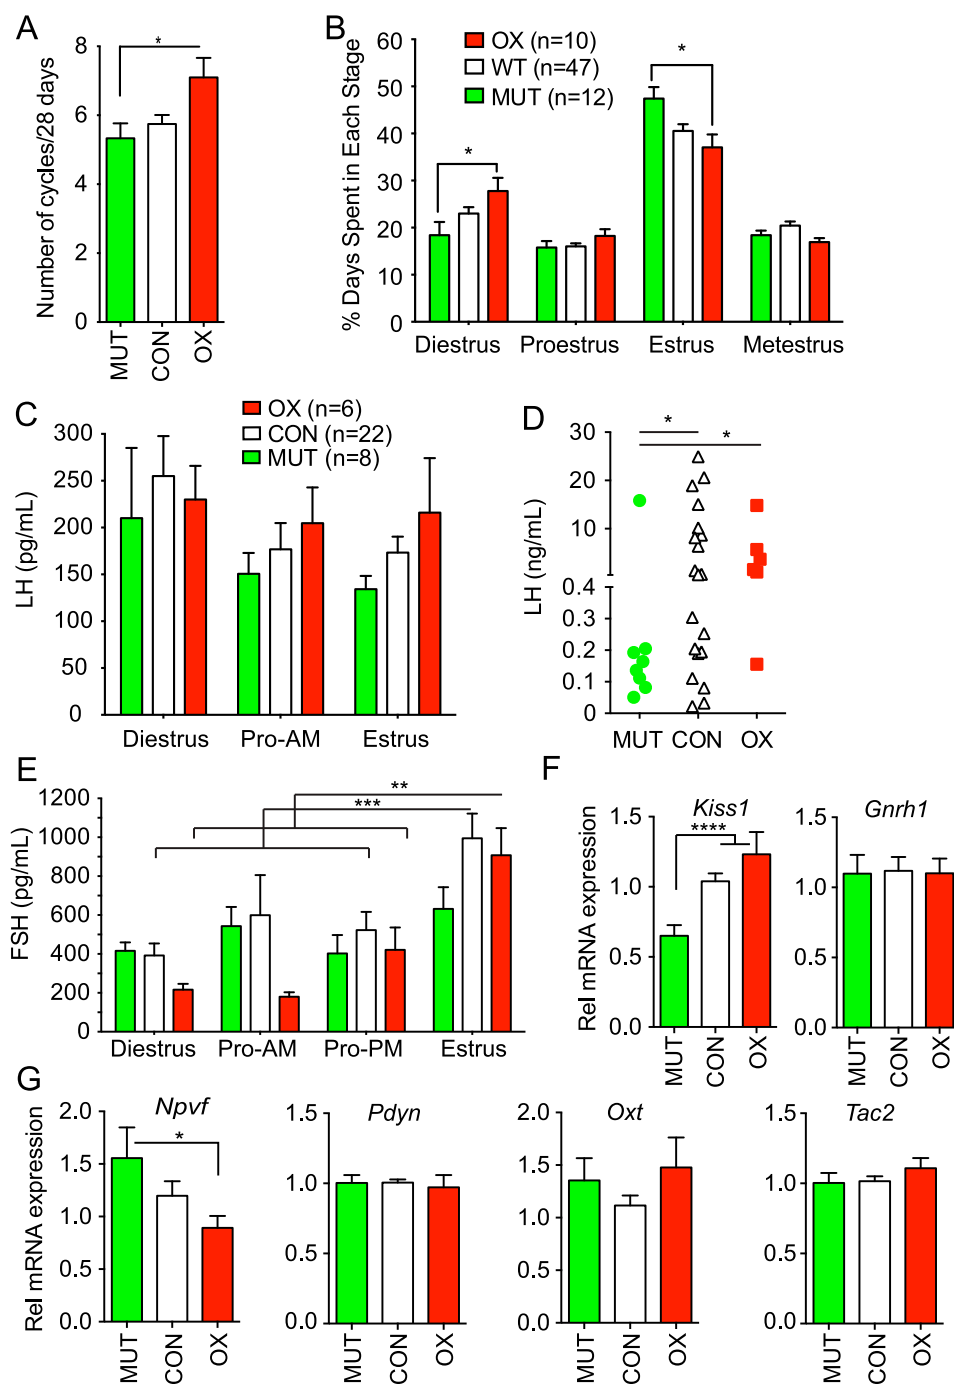 A
Number of cycles/28 days
8
6
4
2
0
*
MUT
CON
OX
B
% Days Spent in Each Stage
60
50
40
30
20
10
0
OX (n=10)
WT (n=47)
MUT (n=12)
*
*
Diestrus
Proestrus
Estrus
Metestrus
C
LH (pg/mL)
300
250
200
150
100
50
0
OX (n=6)
CON (n=22)
MUT (n=8)
Diestrus
Pro-AM
Estrus
D
LH (ng/mL)
30
20
10
0.4
0.3
0.2
0.1
0
*
*
MUT
CON
OX
E
FSH (pg/mL)
1200
1000
800
600
400
200
0
**
***
Diestrus
Pro-AM
Pro-PM
Estrus
F
Rel mRNA expression
Kiss1
1.5
1.0
0.5
0.0
****
MUT
CON
OX
Gnrh1
1.5
1.0
0.5
0.0
MUT
CON
OX
G
Rel mRNA expression
Npvf
2.0
1.5
1.0
0.5
0.0
*
MUT
CON
OX
Pdyn
1.5
1.0
0.5
0.0
MUT
CON
OX
Oxt
2.0
1.5
1.0
0.5
0.0
MUT
CON
OX
Tac2
1.5
1.0
0.5
0.0
MUT
CON
OX